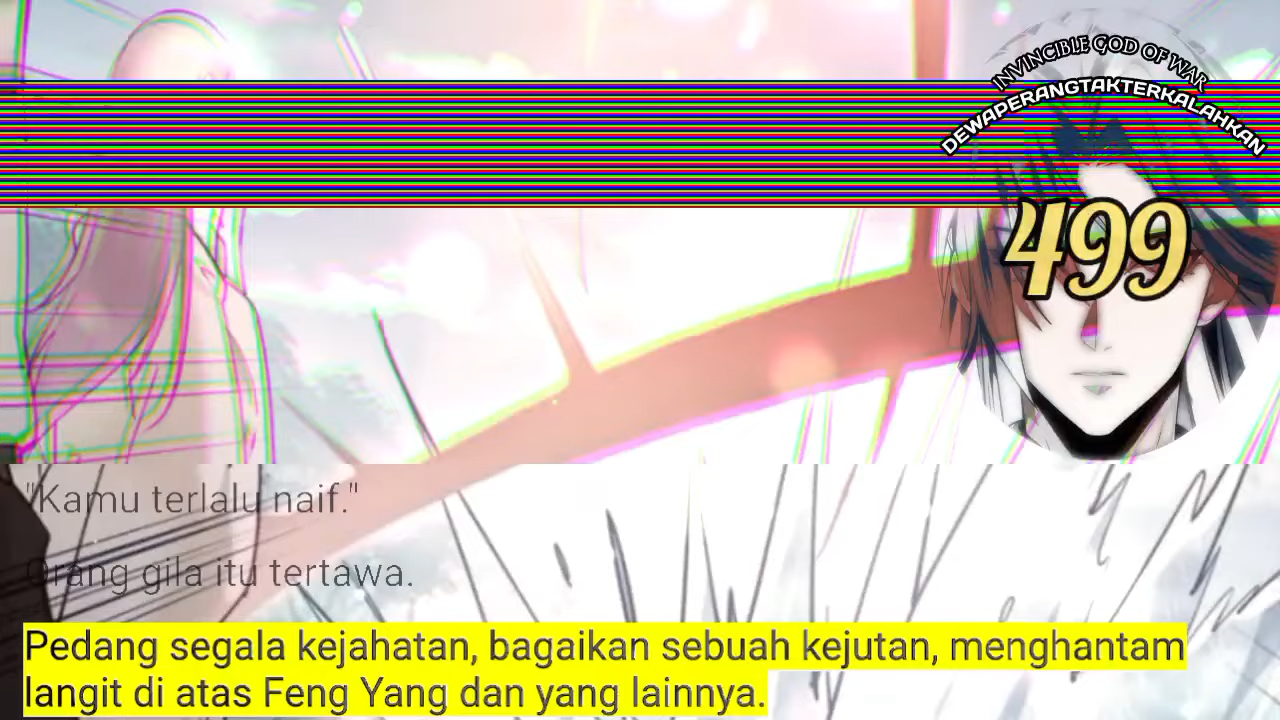 INVINCIBLE GOD OF WAR
DEWAPERANGTAKTERKALAHKAN
499
"Kamu terlalu naif."
Orang gila itu tertawa.
Pedang segala kejahatan, bagaikan sebuah kejutan, menghantam
langit di atas Feng Yang dan yang lainnya.